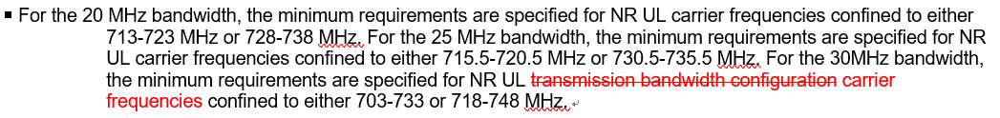 ▪ For the 20 MHz bandwidth, the minimum requirements are specified for NR UL carrier frequencies confined to either
713-723 MHz or 728-738 MHz. For the 25 MHz bandwidth, the minimum requirements are specified for NR
UL carrier frequencies confined to either 715.5-720.5 MHz or 730.5-735.5 MHz. For the 30MHz bandwidth,
the minimum requirements are specified for NR UL transmission bandwidth configuration carrier
frequencies confined to either 703-733 or 718-748 MHz.